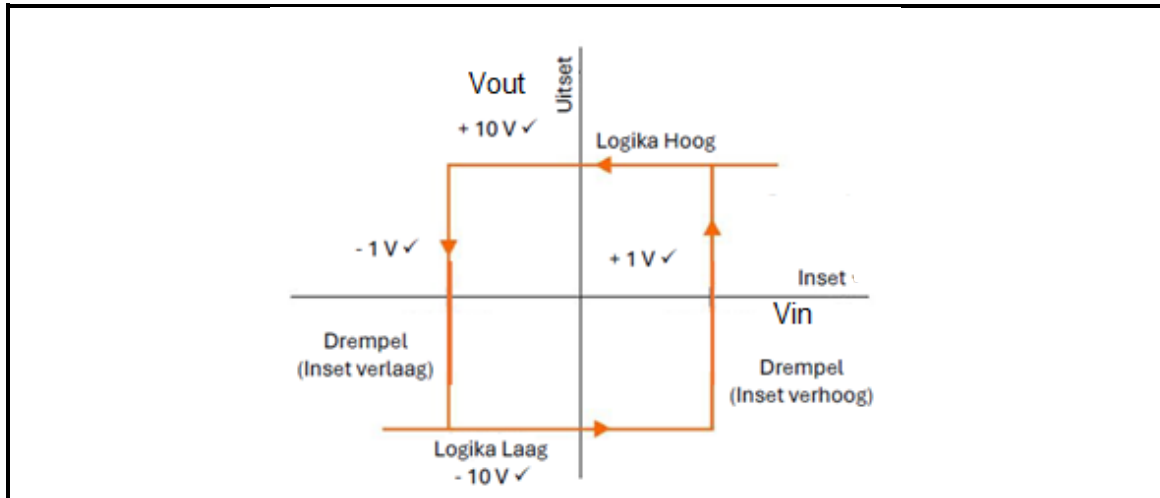 Uitset
Vout
+ 10 V ✓
Logika Hoog
- 1 V ✓
+ 1 V ✓
Inset
Vin
Drempel
(Inset verlaag)
Drempel
(Inset verhoog)
Logika Laag
- 10 V ✓